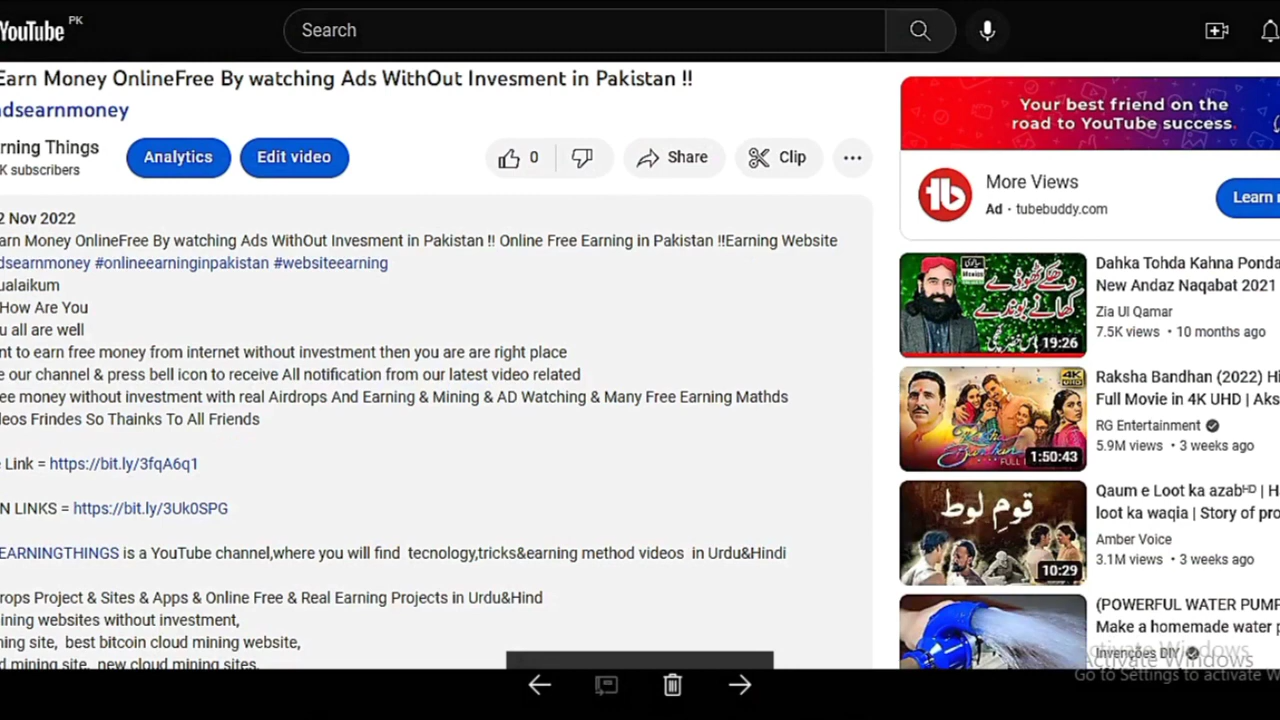 YouTube PK
Search
Earn Money OnlineFree By watching Ads WithOut Invesment in Pakistan !!
dsearnmoney
rning Things
K subscribers
Analytics
Edit video
0
Share
Clip
2 Nov 2022
arn Money OnlineFree By watching Ads WithOut Invesment in Pakistan !! Online Free Earning in Pakistan !!Earning Website
dsearnmoney #onlineearninginpakistan #websiteearning
ualaikum
How Are You
u all are well
nt to earn free money from internet without investment then you are are right place
e our channel & press bell icon to receive All notification from our latest video related
ee money without investment with real Airdrops And Earning & Mining & AD Watching & Many Free Earning Mathds
leos Frindes So Thainks To All Friends
Link = https://bit.ly/3fqA6q1
N LINKS = https://bit.ly/3Uk0SPG
EARNINGTHINGS is a YouTube channel,where you will find tecnology,tricks&earning method videos in Urdu&Hindi
rops Project & Sites & Apps & Online Free & Real Earning Projects in Urdu&Hind
ining websites without investment,
ning site, best bitcoin cloud mining website,
d mining site, new cloud mining sites,
Your best friend on the
road to YouTube success.
More Views
Ad · tubebuddy.com
Learn
19:26
Dahka Tohda Kahna Ponda
New Andaz Naqabat 2021
Zia Ul Qamar
7.5K views • 10 months ago
4K
UHD
FULL
1:50:43
Raksha Bandhan (2022) Hi
Full Movie in 4K UHD | Aks
RG Entertainment
5.9M views • 3 weeks ago
قومِ لوط
10:29
Qaum e Loot ka azabᴴᴰ | H
loot ka waqia | Story of pro
Amber Voice
3.1M views • 3 weeks ago
(POWERFUL WATER PUMP
Make a homemade water p
Invenções DIY
Activate Windows
Go to Settings to activate W